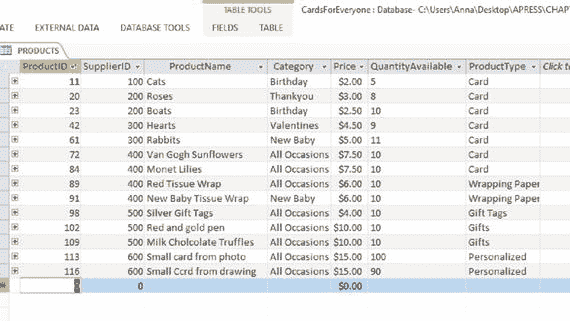 TABLE TOOLS CardsForEveryone : Database- C:\Users\Anna\Desktop\APRESS\CHAP
EXTERNAL DATA DATABASE TOOLS FIELDS TABLE
PRODUCTS
ProductID SupplierID ProductName Category Price QuantityAvailable ProductType Click
11 100 Cats Birthday $2.00 5 Card
20 200 Roses Thankyou $3.00 8 Card
23 200 Boats Birthday $2.50 10 Card
42 300 Hearts Valentines $4.50 9 Card
61 300 Rabbits New Baby $5.00 11 Card
72 400 Van Gogh Sunflowers All Occasions $7.50 10 Card
84 400 Monet Lilies All Occasions $7.50 10 Card
89 400 Red Tissue Wrap All Occasions $6.00 10 Wrapping Paper
91 400 New Baby Tissue Wrap New Baby $6.00 10 Wrapping Paper
98 500 Silver Gift Tags All Occasions $4.00 10 Gift Tags
102 500 Red and gold pen All Occasions $10.00 10 Gifts
109 500 Milk Cholcolate Truffles All Occasions $10.00 10 Gifts
113 600 Small card from photo All Occasions $15.00 100 Personalized
116 600 Small Ccrd from drawing All Occasions $15.00 90 Personalized
0 $0.00